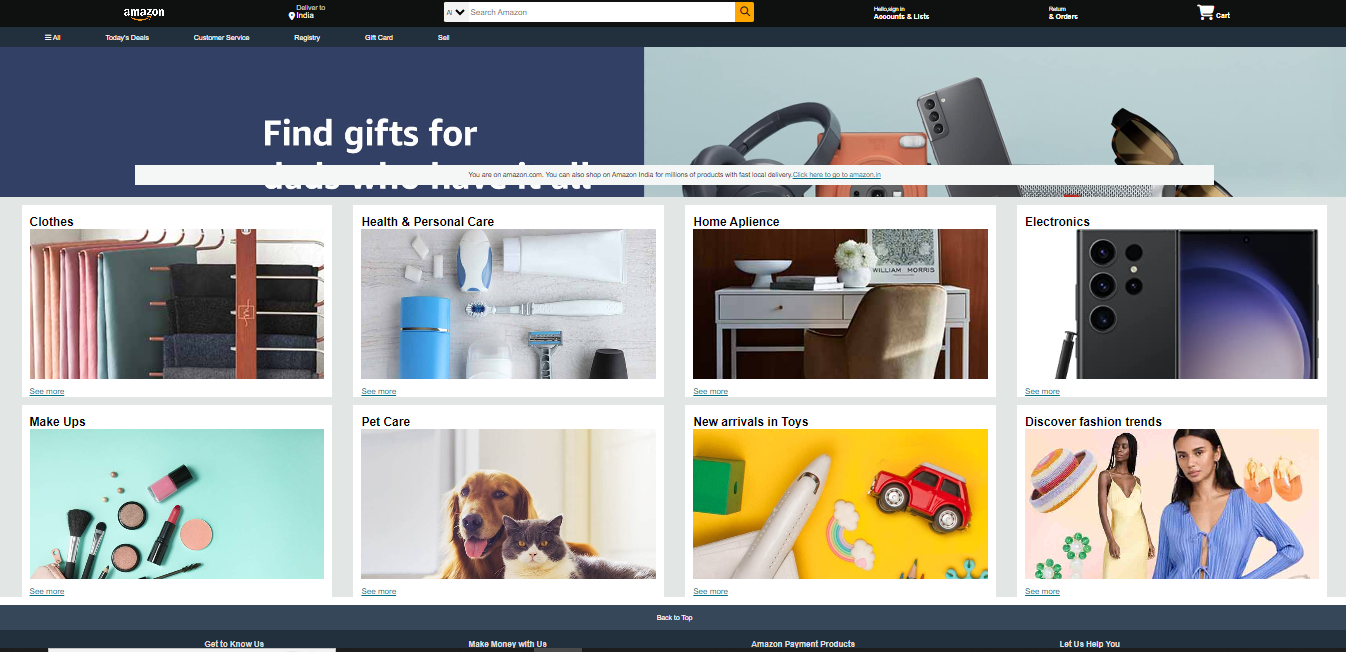 amazon
Deliver to
India
All
Search Amazon
Hello,sign in
Accounts & Lists
Return
& Orders
Cart
All
Today's Deals
Customer Service
Registry
Gift Card
Sell
Find gifts for
dads who have it all
You are on amazon.com. You can also shop on Amazon India for millions of products with fast local delivery.Click here to go to amazon.in
Clothes
Health & Personal Care
Home Aplience
Electronics
WILLIAM MORRIS
See more
See more
See more
See more
Make Ups
Pet Care
New arrivals in Toys
Discover fashion trends
See more
See more
See more
See more
Back to Top
Get to Know Us
Make Money with Us
Amazon Payment Products
Let Us Help You